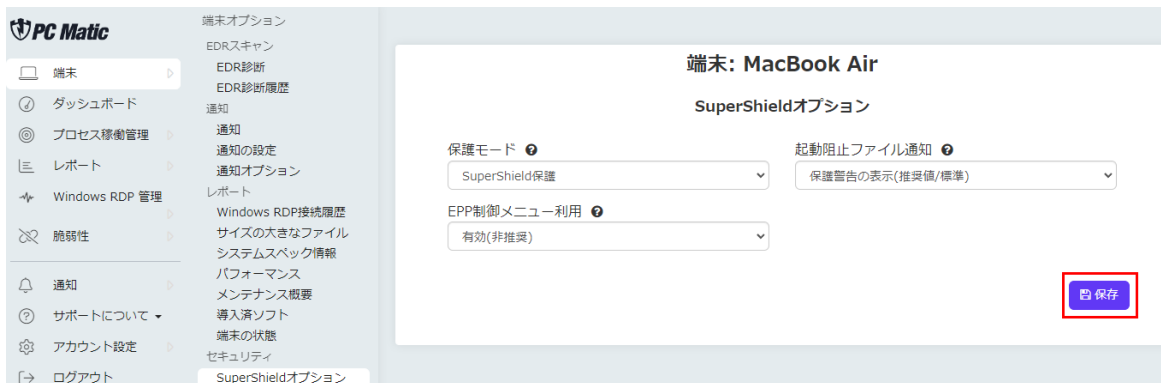 PC Matic
端末
ダッシュボード
プロセス稼働管理
レポート
Windows RDP 管理
脆弱性
通知
サポートについて
アカウント設定
ログアウト
端末オプション
EDRスキャン
EDR診断
EDR診断履歴
通知
通知
通知の設定
通知オプション
レポート
Windows RDP接続履歴
サイズの大きなファイル
システムスペック情報
パフォーマンス
メンテナンス概要
導入済ソフト
端末の状態
セキュリティ
SuperShieldオプション
端末: MacBook Air
SuperShieldオプション
保護モード
SuperShield保護
起動阻止ファイル通知
保護警告の表示(推奨値/標準)
EPP制御メニュー利用
有効(非推奨)
保存